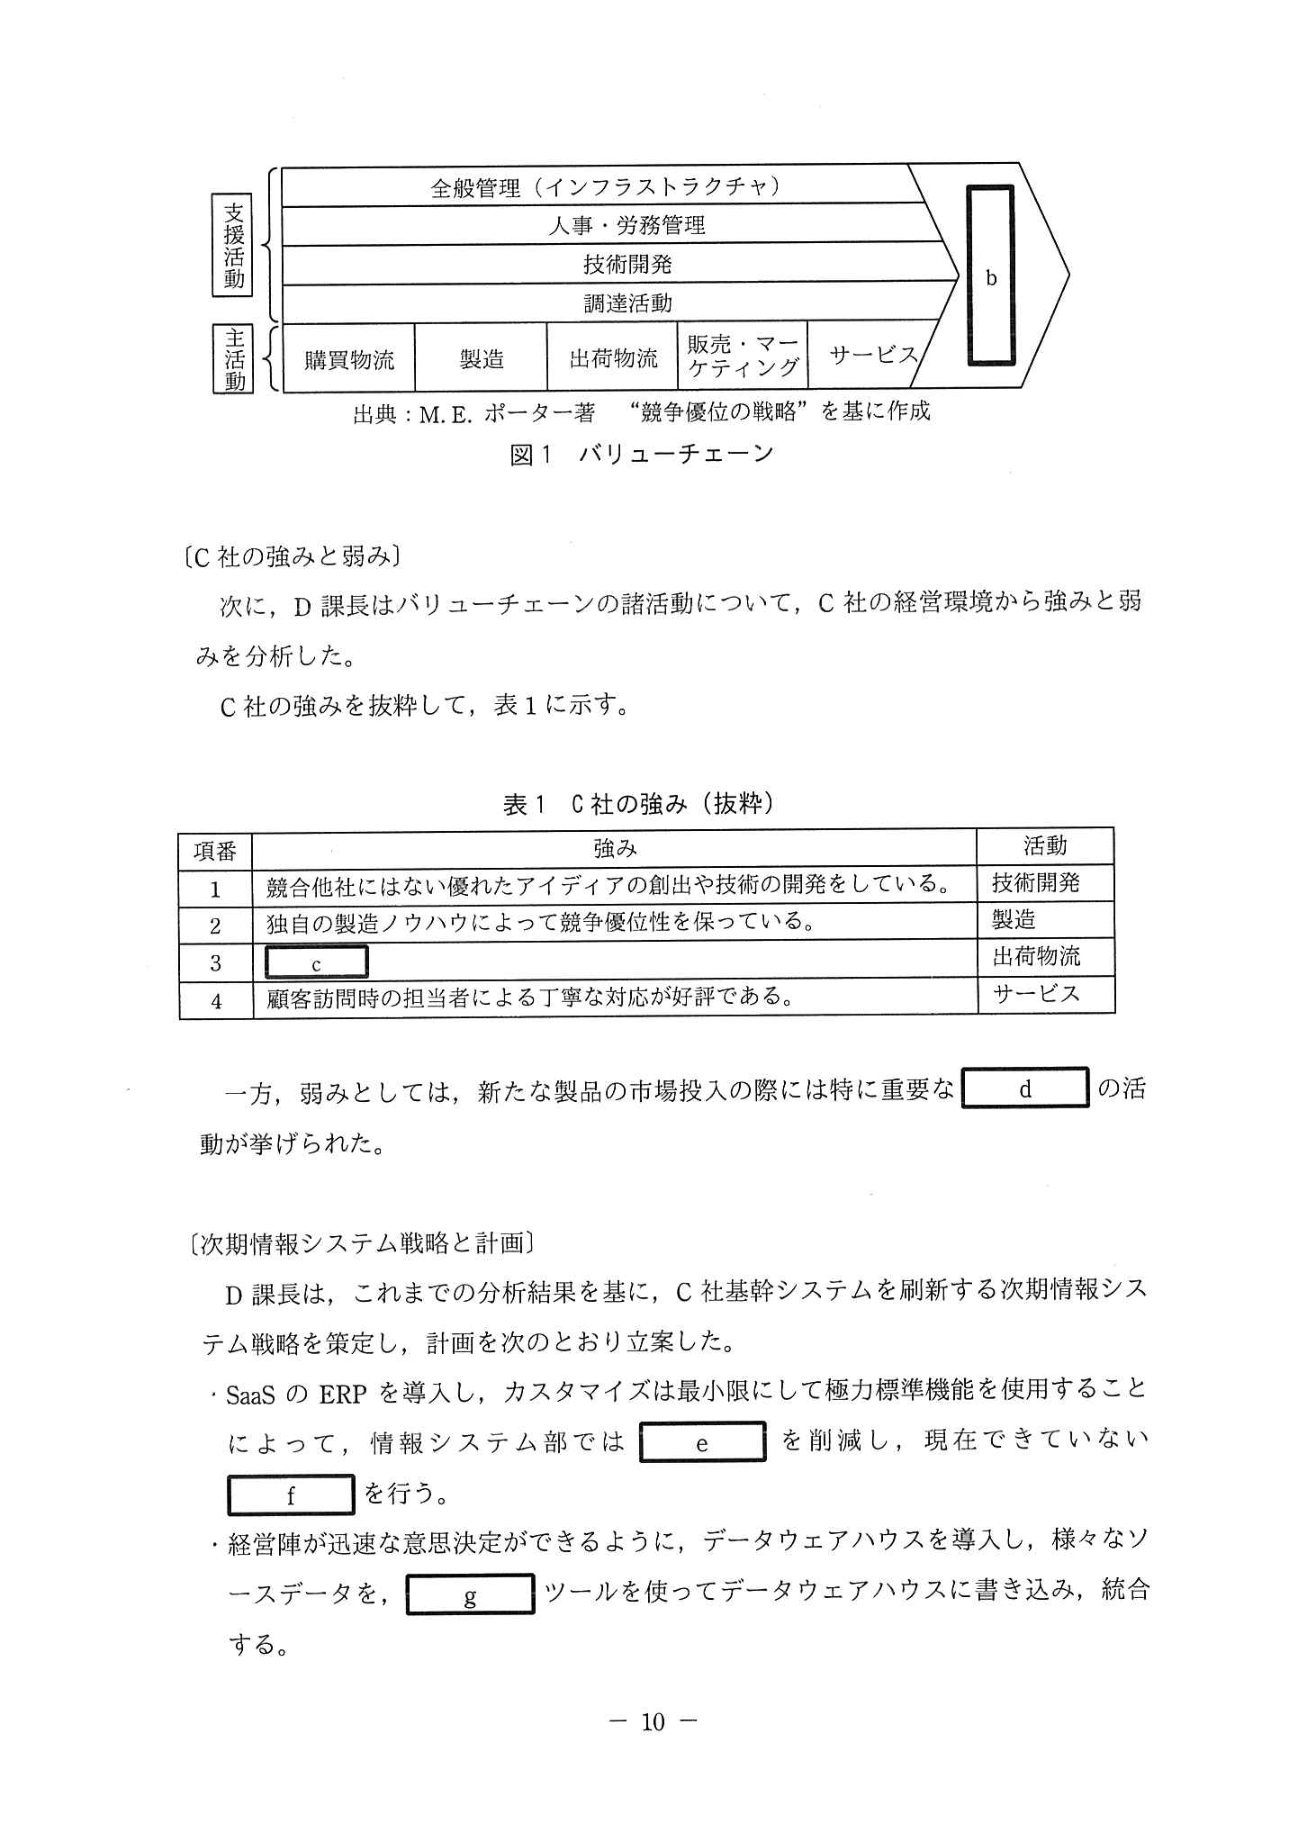 支援活動
全般管理（インフラストラクチャ）
人事・労務管理
技術開発
調達活動
b
主活動
購買物流
製造
出荷物流
販売・マーケティング
サービス
出典：M. E. ポーター著　“競争優位の戦略”を基に作成
図1　バリューチェーン
〔C 社の強みと弱み〕
次に，D 課長はバリューチェーンの諸活動について，C 社の経営環境から強みと弱
みを分析した。
C 社の強みを抜粋して，表 1 に示す。
表1　C 社の強み（抜粋）
項番　強み　活動
1　競合他社にはない優れたアイディアの創出や技術の開発をしている。　技術開発
2　独自の製造ノウハウによって競争優位性を保っている。　製造
3　c　出荷物流
4　顧客訪問時の担当者による丁寧な対応が好評である。　サービス
一方，弱みとしては，新たな製品の市場投入の際には特に重要な d の活
動が挙げられた。
〔次期情報システム戦略と計画〕
D 課長は，これまでの分析結果を基に，C 社基幹システムを刷新する次期情報シス
テム戦略を策定し，計画を次のとおり立案した。
・SaaS の ERP を導入し，カスタマイズは最小限にして極力標準機能を使用すること
によって，情報システム部では e を削減し，現在できていない
f を行う。
・経営陣が迅速な意思決定ができるように，データウェアハウスを導入し，様々なソ
ースデータを， g ツールを使ってデータウェアハウスに書き込み，統合
する。
－ 10 －